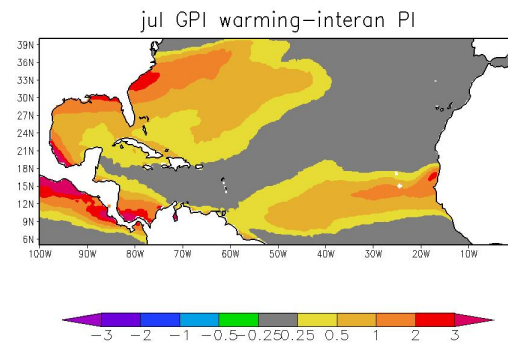 jul GPI warming-interan PI
39N
36N
33N
30N
27N
24N
21N
18N
15N
12N
9N
6N
100W 90W 80W 70W 60W 50W 40W 30W 20W 10W
-3 -2 -1 -0.5 -0.25 0.25 0.5 1 2 3